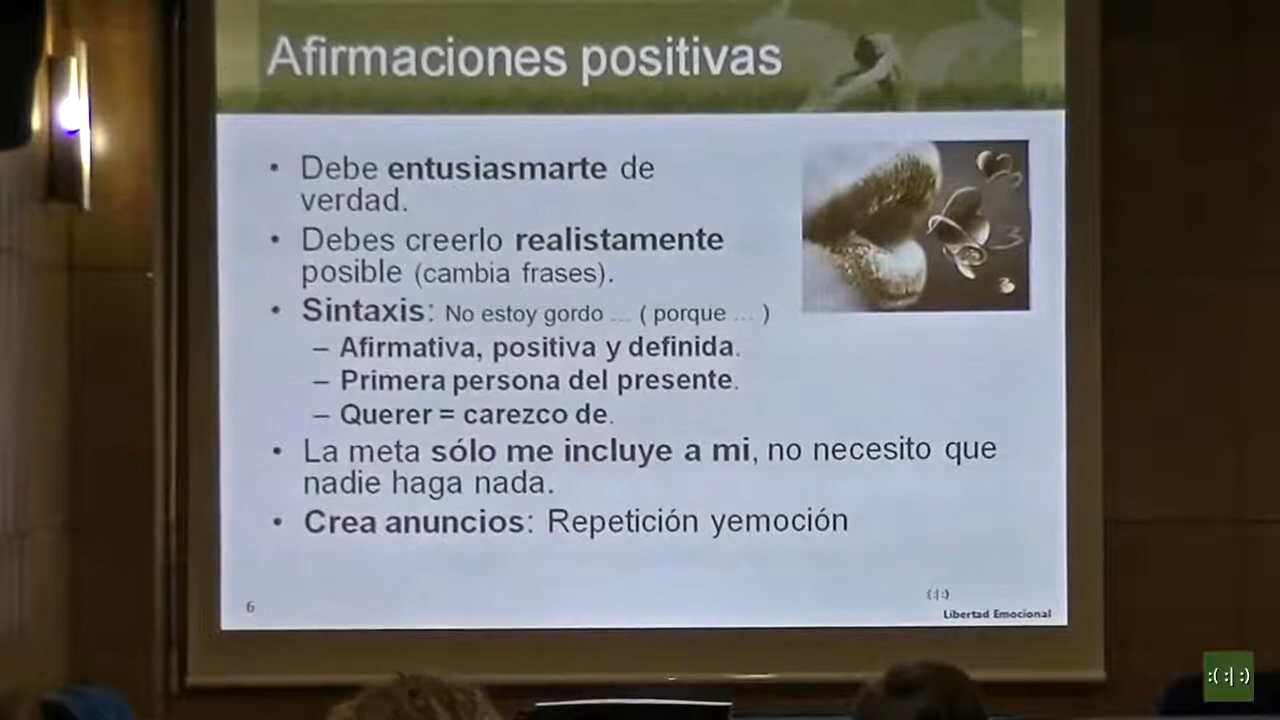 Afirmaciones positivas
• Debe entusiasmarte de
verdad.
• Debes creerlo realistamente
posible (cambia frases).
• Sintaxis: No estoy gordo ... ( porque ... )
– Afirmativa, positiva y definida.
– Primera persona del presente.
– Querer = carezco de.
• La meta sólo me incluye a mi, no necesito que
nadie haga nada.
• Crea anuncios: Repetición yemoción
6
(:|:)
Libertad Emocional
:( :| :)